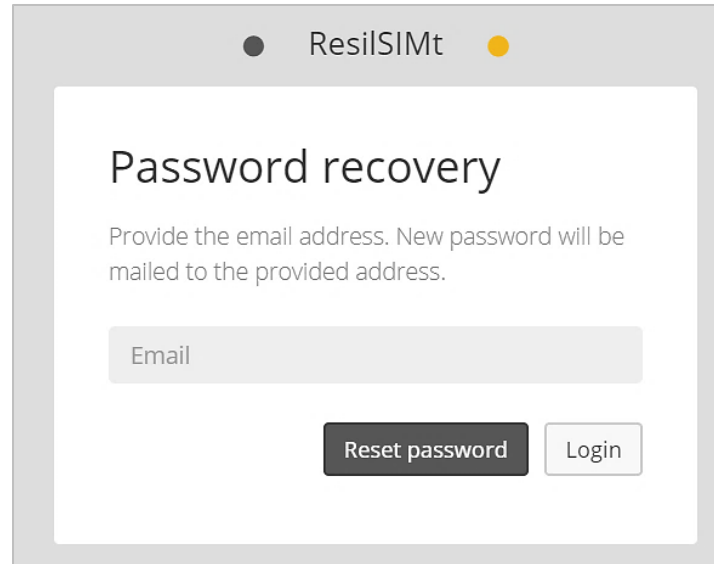 ResilSIMt
Password recovery
Provide the email address. New password will be
mailed to the provided address.
Email
Reset password
Login